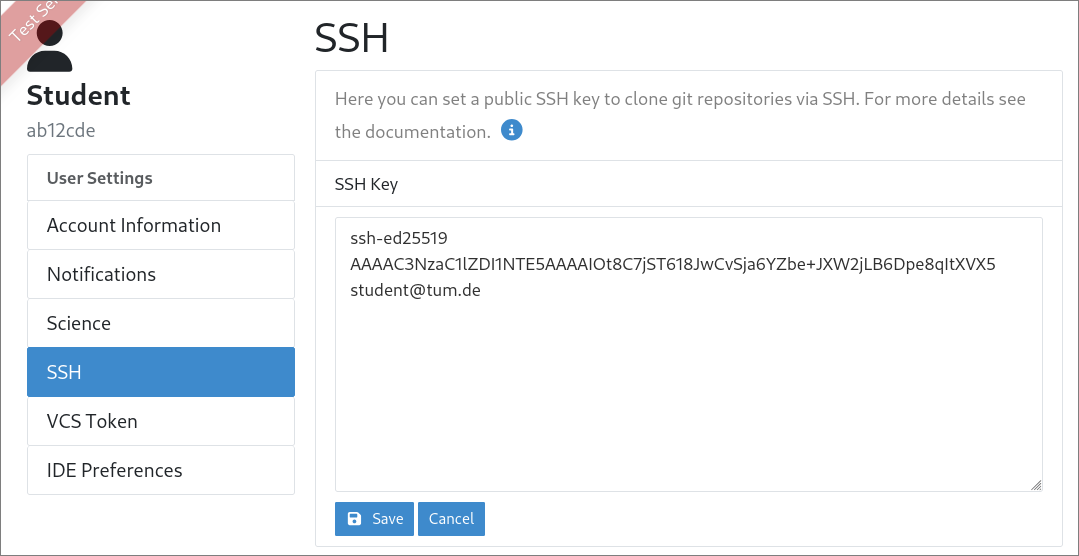 Test Se
Student
ab12cde
User Settings
Account Information
Notifications
Science
SSH
VCS Token
IDE Preferences
SSH
Here you can set a public SSH key to clone git repositories via SSH. For more details see
the documentation.
SSH Key
ssh-ed25519
AAAAC3NzaC1lZDI1NTE5AAAAIOt8C7jST618JwCvSja6YZbe+JXW2jLB6Dpe8qItXVX5
student@tum.de
Save
Cancel